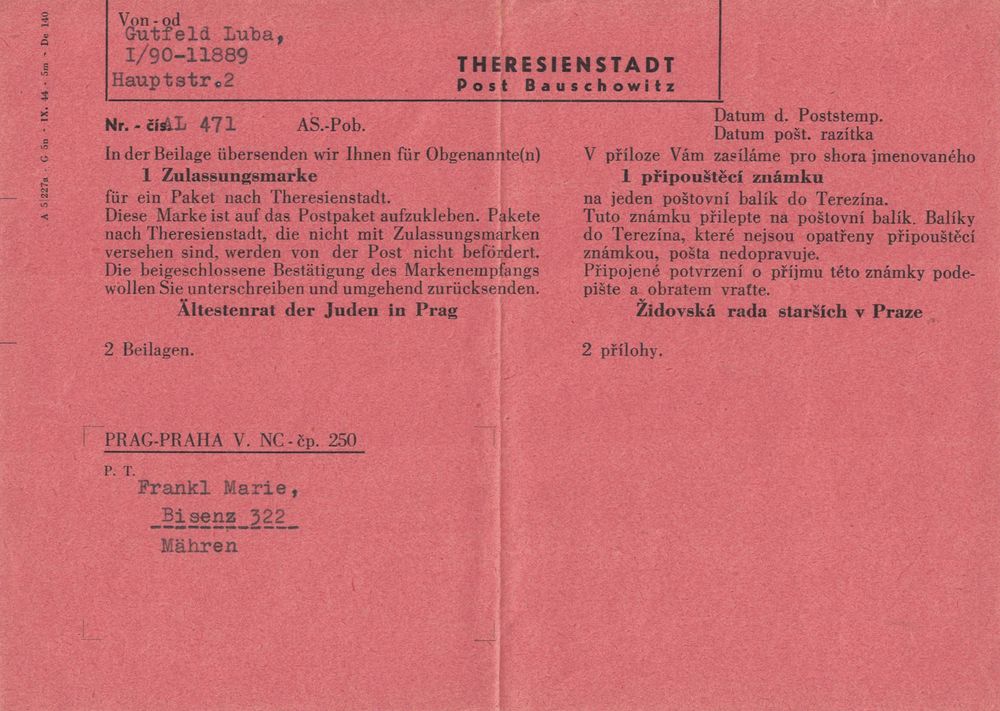 A 5|227a · G 5n · IX. 44 · 5m · De 140
Von - od
Gutfeld Luba,
I/90-11889
Hauptstr.2
THERESIENSTADT
Post Bauschowitz
Nr. - čís. AL 471 AS.-Pob.
In der Beilage übersenden wir Ihnen für Obgenannte(n)
1 Zulassungsmarke
für ein Paket nach Theresienstadt.
Diese Marke ist auf das Postpaket aufzukleben. Pakete
nach Theresienstadt, die nicht mit Zulassungsmarken
versehen sind, werden von der Post nicht befördert.
Die beigeschlossene Bestätigung des Markenempfangs
wollen Sie unterschreiben und umgehend zurücksenden.
Ältestenrat der Juden in Prag
2 Beilagen.
Datum d. Poststemp.
Datum pošt. razítka
V příloze Vám zasíláme pro shora jmenovaného
1 připouštěcí známku
na jeden poštovní balík do Terezína.
Tuto známku přilepte na poštovní balík. Balíky
do Terezína, které nejsou opatřeny připouštěcí
známkou, pošta nedopravuje.
Připojené potvrzení o příjmu této známky pode-
pište a obratem vraťte.
Židovská rada starších v Praze
2 přílohy.
PRAG-PRAHA V. NC - čp. 250
P. T.
Frankl Marie,
Bisenz 322
Mähren